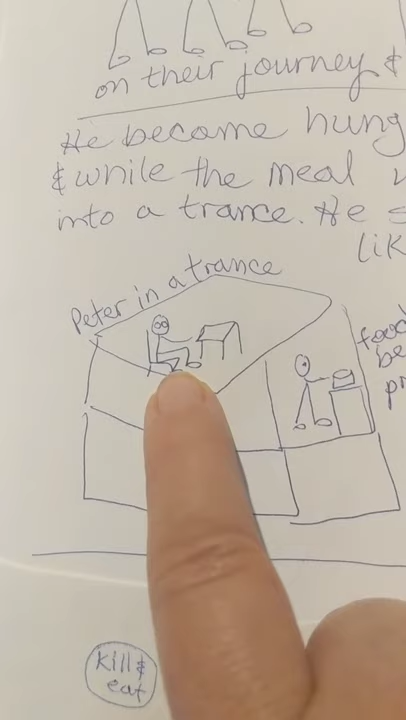 on their journey &
He became hung
& while the meal
into a trance. He s
lik
Peter in a trance
food
be
pr
kill &
eat